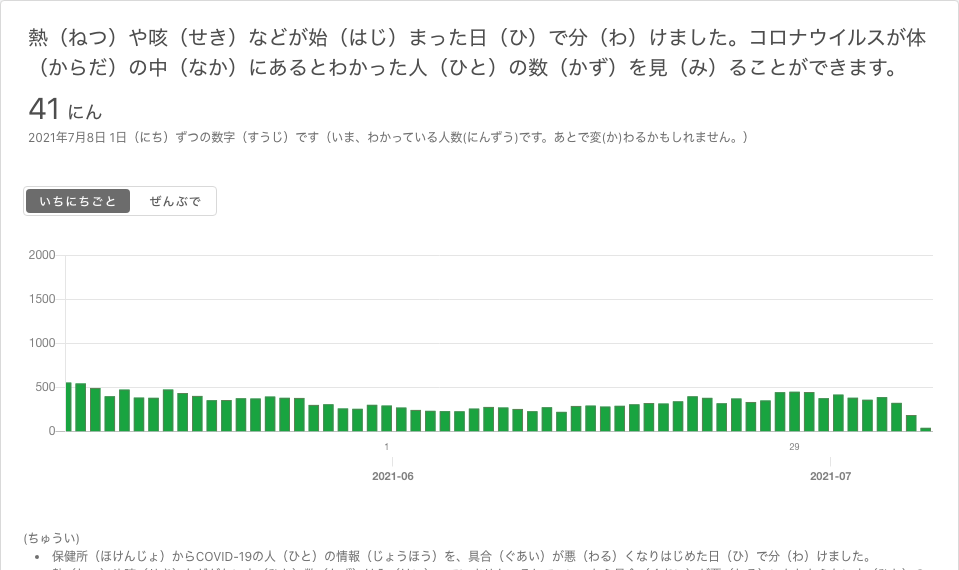 熱（ねつ）や咳（せき）などが始（はじ）まった日（ひ）で分（わ）けました。コロナウイルスが体
（からだ）の中（なか）にあるとわかった人（ひと）の数（かず）を見（み）ることができます。
41 にん
2021年7月8日 1日（にち）ずつの数字（すうじ）です（いま、わかっている人数(にんずう)です。あとで変(か)わるかもしれません。）
いちにちごと ぜんぶで
2000
1500
1000
500
0
1 29
2021-06 2021-07
(ちゅうい)
• 保健所（ほけんじょ）からCOVID-19の人（ひと）の情報（じょうほう）を、具合（ぐあい）が悪（わる）くなりはじめた日（ひ）で分（わ）けました。